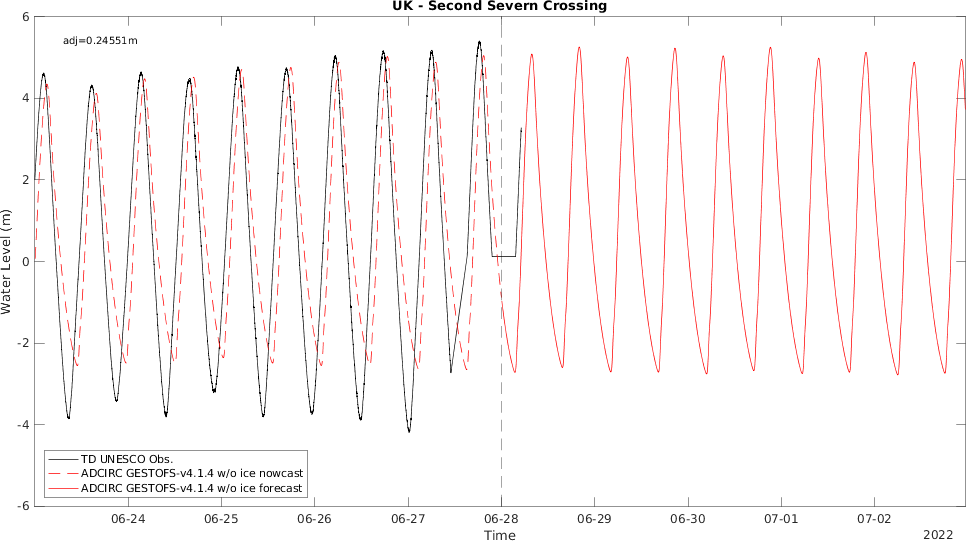 UK - Second Severn Crossing
adj=0.24551m
6
4
2
0
-2
-4
-6
Water Level (m)
TD UNESCO Obs.
ADCIRC GESTOFS-v4.1.4 w/o ice nowcast
ADCIRC GESTOFS-v4.1.4 w/o ice forecast
06-24 06-25 06-26 06-27 06-28 06-29 06-30 07-01 07-02
Time
2022